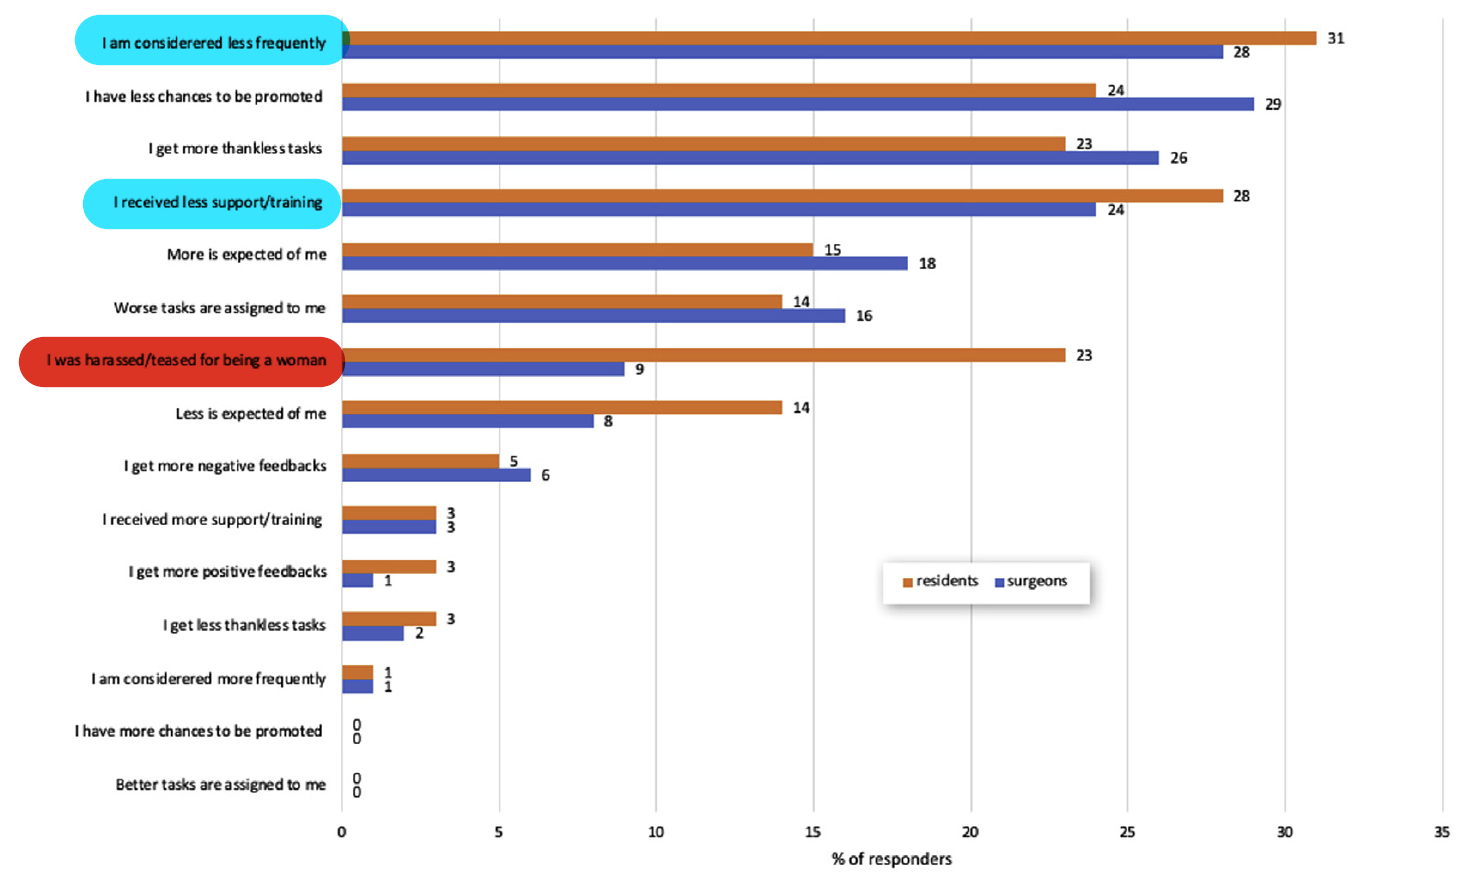 I am considerered less frequently
31
28
I have less chances to be promoted
24
29
I get more thankless tasks
23
26
I received less support/training
28
24
More is expected of me
15
18
Worse tasks are assigned to me
14
16
I was harassed/teased for being a woman
23
9
Less is expected of me
14
8
I get more negative feedbacks
5
6
I received more support/training
3
3
I get more positive feedbacks
3
1
residents surgeons
I get less thankless tasks
3
2
I am considerered more frequently
1
1
I have more chances to be promoted
0
0
Better tasks are assigned to me
0
0
0 5 10 15 20 25 30 35
% of responders